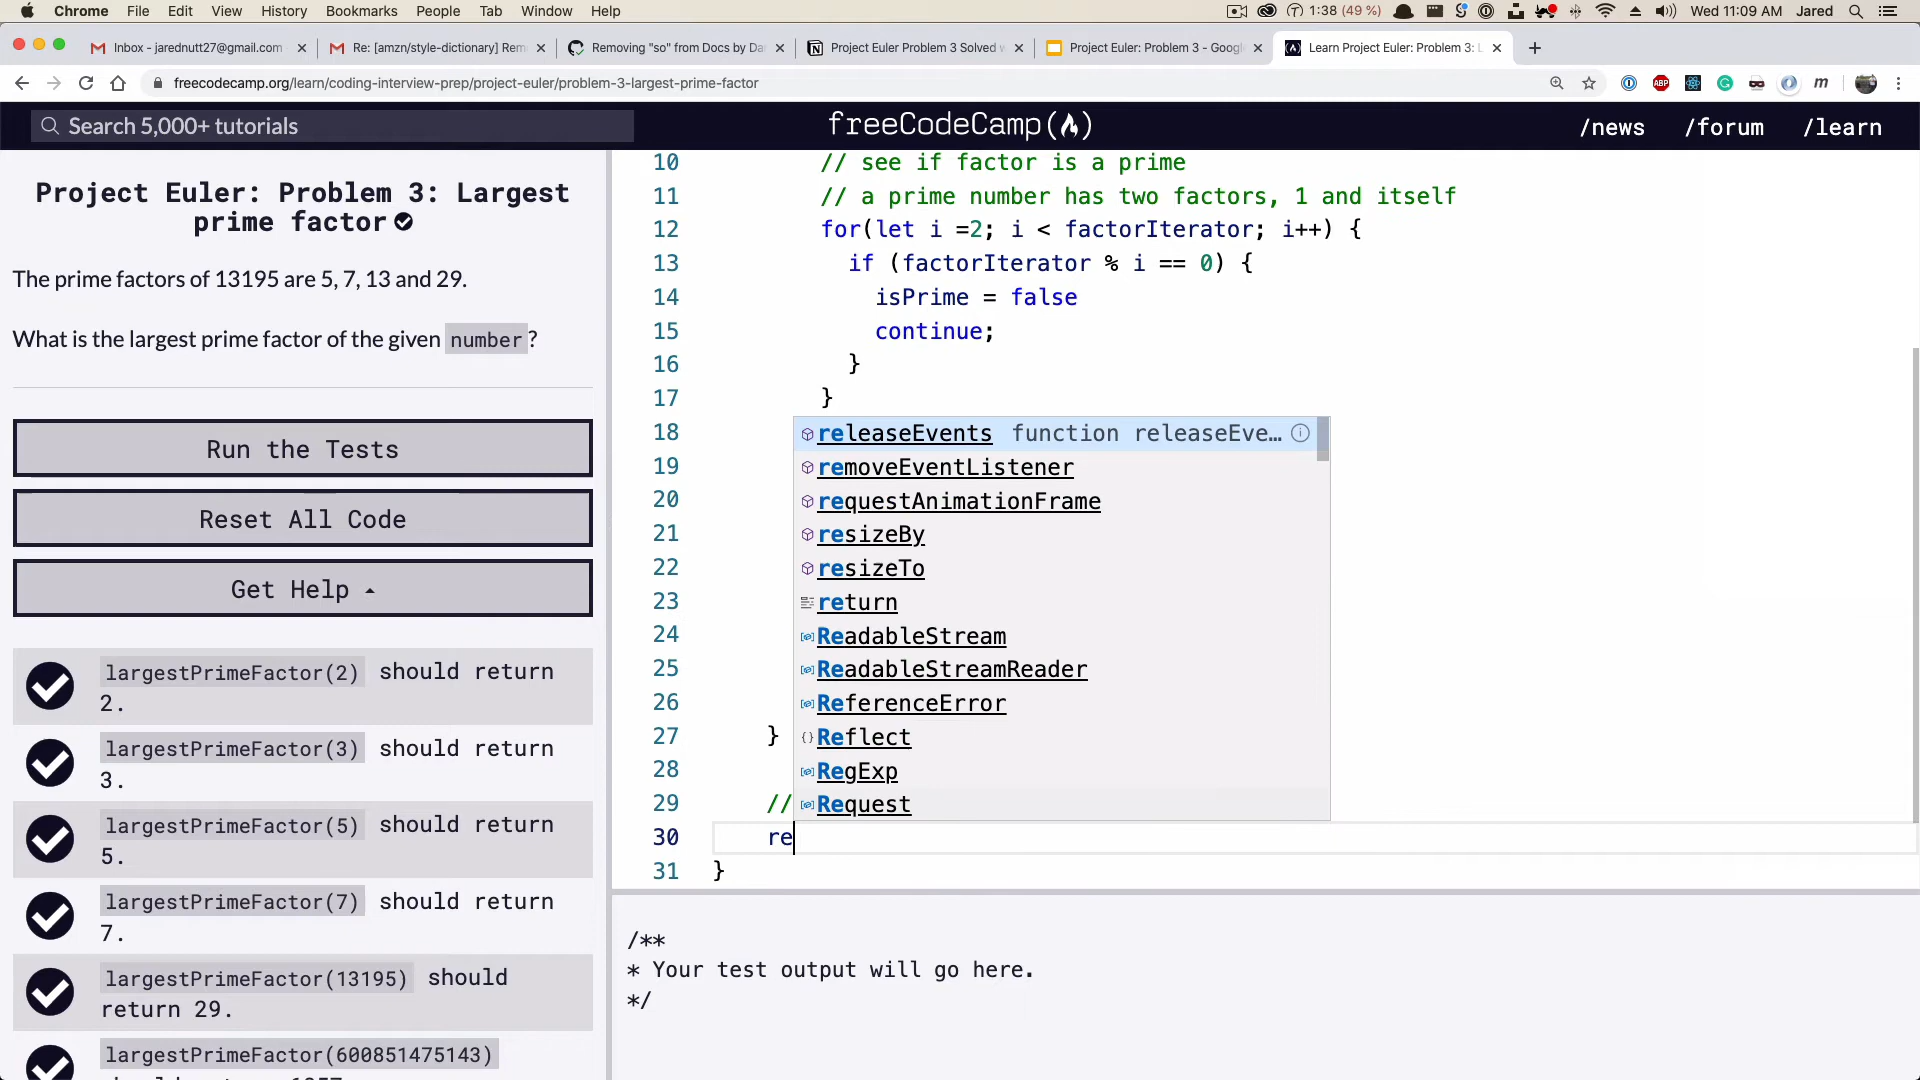 Chrome File Edit View History Bookmarks People Tab Window Help 1:38 (49 %) Wed 11:09 AM Jared
Inbox - jarednutt27@gmail.com Re: [amzn/style-dictionary] Rem Removing "so" from Docs by Da Project Euler Problem 3 Solved Project Euler: Problem 3 - Googl Learn Project Euler: Problem 3: L
freecodecamp.org/learn/coding-interview-prep/project-euler/problem-3-largest-prime-factor ABP m
Search 5,000+ tutorials freeCodeCamp /news /forum /learn
Project Euler: Problem 3: Largest
prime factor
The prime factors of 13195 are 5, 7, 13 and 29.
What is the largest prime factor of the given number?
Run the Tests
Reset All Code
Get Help
largestPrimeFactor(2) should return
2.
largestPrimeFactor(3) should return
3.
largestPrimeFactor(5) should return
5.
largestPrimeFactor(7) should return
7.
largestPrimeFactor(13195) should
return 29.
largestPrimeFactor(600851475143)
10 // see if factor is a prime
11 // a prime number has two factors, 1 and itself
12 for(let i =2; i < factorIterator; i++) {
13 if (factorIterator % i == 0) {
14 isPrime = false
15 continue;
16 }
17 }
18 releaseEvents function releaseEve…
19 removeEventListener
20 requestAnimationFrame
21 resizeBy
22 resizeTo
23 return
24 ReadableStream
25 ReadableStreamReader
26 ReferenceError
27 } Reflect
28 RegExp
29 // Request
30 re
31 }
/**
* Your test output will go here.
*/